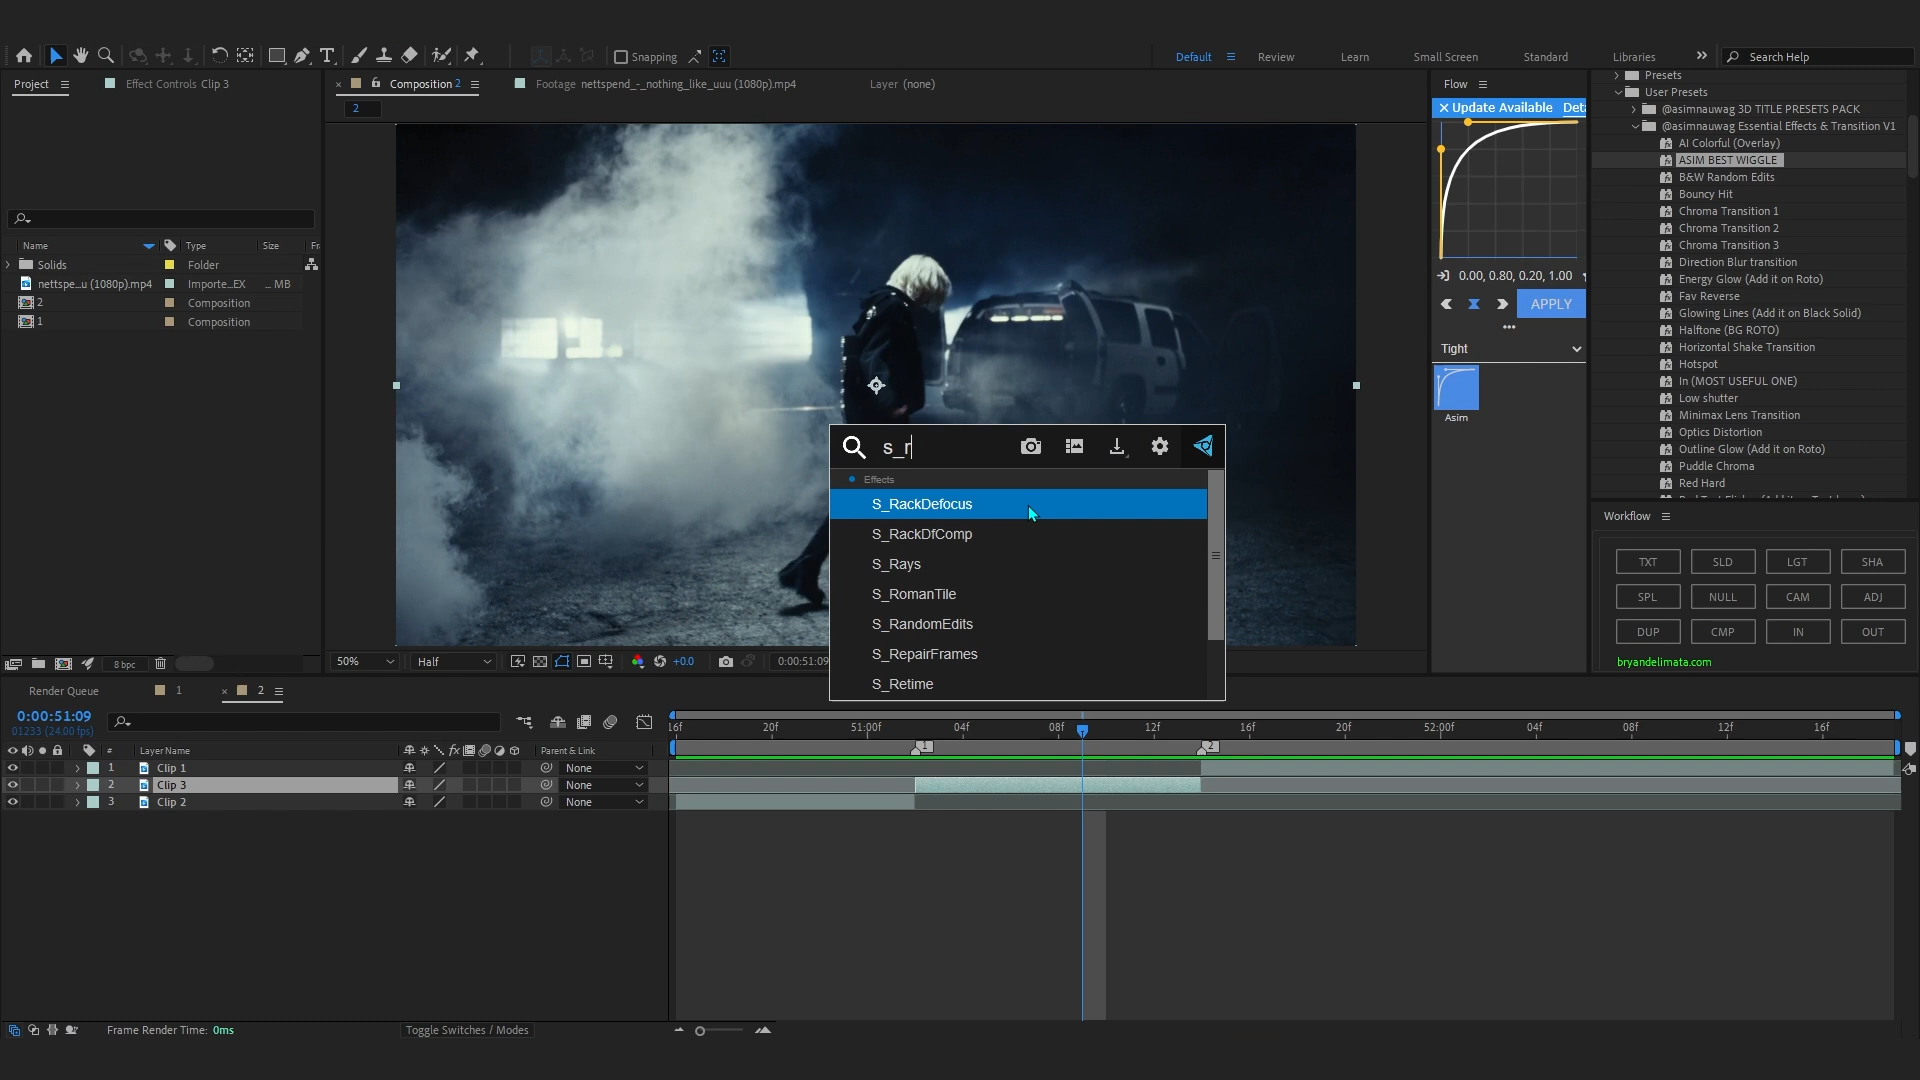 Snapping
Default
Review
Learn
Small Screen
Standard
Libraries
Search Help
Project
Effect Controls Clip 3
Composition 2
Footage nettspend_-_nothing_like_uuu (1080p).mp4
Layer (none)
2
Name
Type
Size
Fr
Solids
Folder
nettspe...u (1080p).mp4
Importe...EX
... MB
2
Composition
1
Composition
8 bpc
s_r
Effects
S_RackDefocus
S_RackDfComp
S_Rays
S_RomanTile
S_RandomEdits
S_RepairFrames
S_Retime
50%
Half
+0.0
0:00:51:09
Flow
Update Available
Deta
0.00, 0.80, 0.20, 1.00
APPLY
Tight
Asim
Presets
User Presets
@asimnauwag 3D TITLE PRESETS PACK
@asimnauwag Essential Effects & Transition V1
AI Colorful (Overlay)
ASIM BEST WIGGLE
B&W Random Edits
Bouncy Hit
Chroma Transition 1
Chroma Transition 2
Chroma Transition 3
Direction Blur transition
Energy Glow (Add it on Roto)
Fav Reverse
Glowing Lines (Add it on Black Solid)
Halftone (BG ROTO)
Horizontal Shake Transition
Hotspot
In (MOST USEFUL ONE)
Low shutter
Minimax Lens Transition
Optics Distortion
Outline Glow (Add it on Roto)
Puddle Chroma
Red Hard
Workflow
TXT SLD LGT SHA
SPL NULL CAM ADJ
DUP CMP IN OUT
bryandelimata.com
Render Queue
1
2
0:00:51:09
01233 (24.00 fps)
# Layer Name
fx
Parent & Link
1 Clip 1 None
2 Clip 3 None
3 Clip 2 None
16f 20f 51:00f 04f 08f 12f 16f 20f 52:00f 04f 08f 12f 16f
1
2
Frame Render Time: 0ms
Toggle Switches / Modes